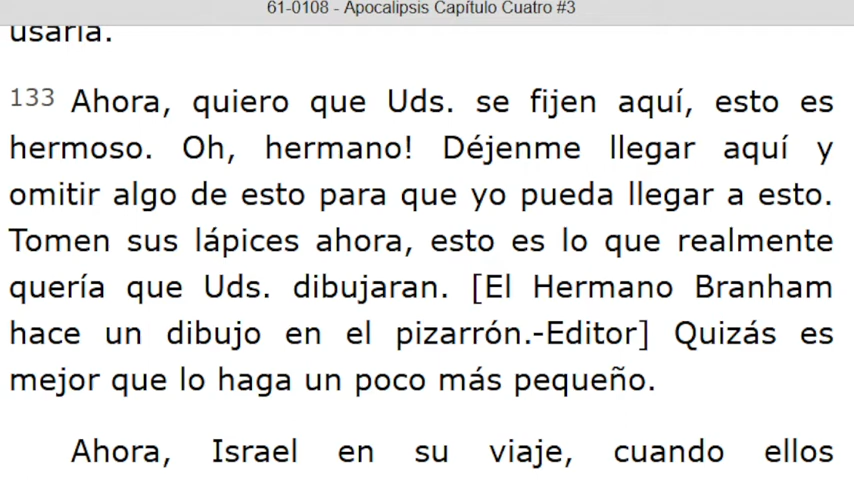 61-0108 - Apocalipsis Capítulo Cuatro #3
usaría.
133 Ahora, quiero que Uds. se fijen aquí, esto es
hermoso. Oh, hermano! Déjenme llegar aquí y
omitir algo de esto para que yo pueda llegar a esto.
Tomen sus lápices ahora, esto es lo que realmente
quería que Uds. dibujaran. [El Hermano Branham
hace un dibujo en el pizarrón.-Editor] Quizás es
mejor que lo haga un poco más pequeño.
Ahora, Israel en su viaje, cuando ellos